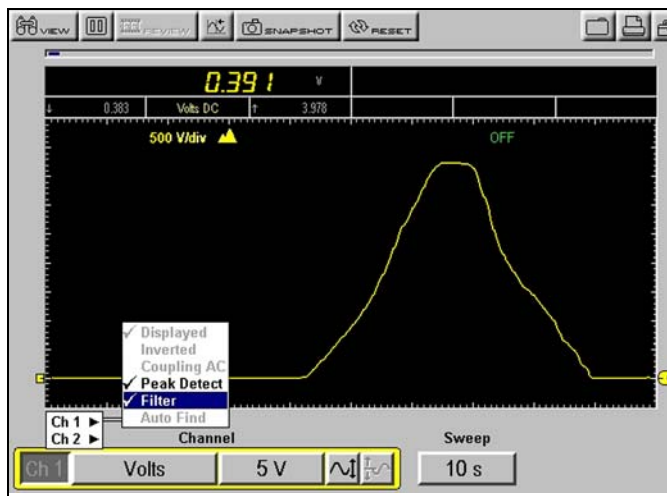 VIEW REVIEW SNAPSHOT RESET
0.391 V
↓ 0.383 Volts DC ↑ 3.978
500 V/div OFF
✓ Displayed
Inverted
Coupling AC
✓ Peak Detect
✓ Filter
Auto Find
Ch 1 ▶
Ch 2 ▶
Channel Sweep
Ch 1 Volts 5 V 10 s